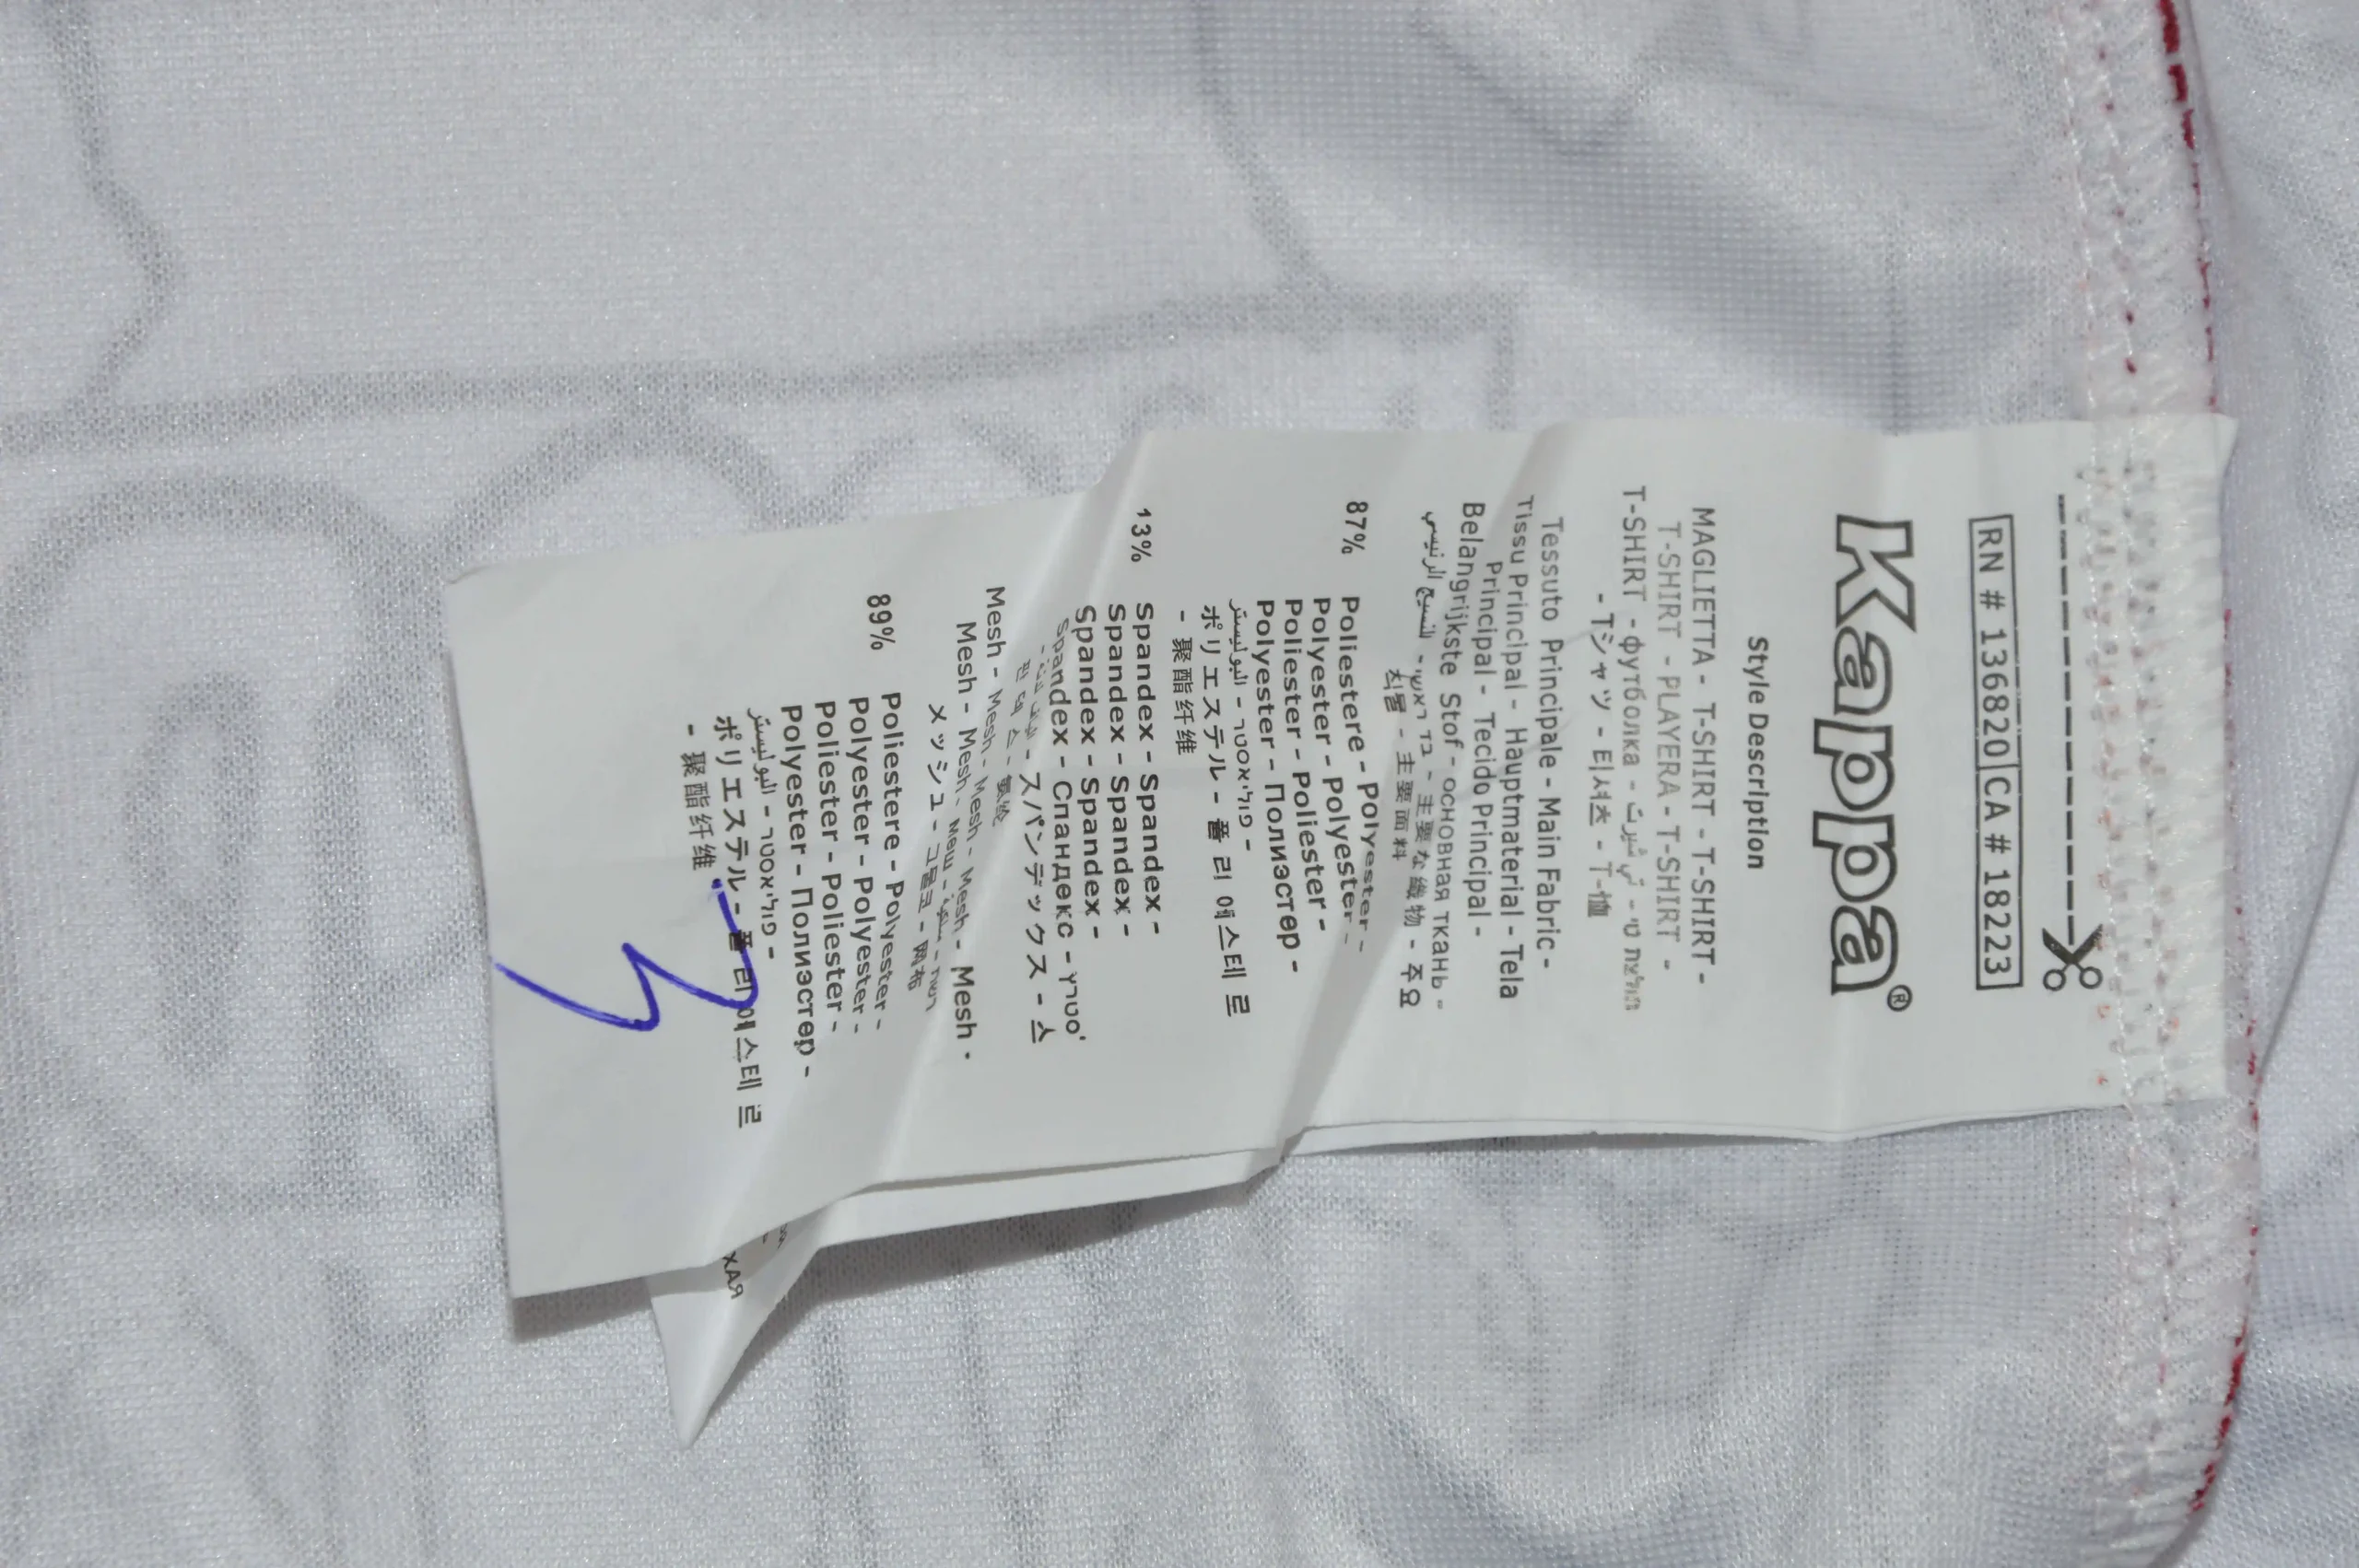 RN # 136820 CA # 18223
Kappa®
Style Description
MAGLIETTA - T-SHIRT - T-SHIRT -
T-SHIRT - PLAYERA - T-SHIRT -
T-SHIRT - футболка - تي شيرت - חולצת טי
- Tシャツ - 티셔츠 - T-恤
Tessuto Principale - Main Fabric -
Tissu Principal - Hauptmaterial - Tela
Principal - Tecido Principal -
Belangrijkste Stof - основная ткань -
النسيج الرئيسي - בד ראשי - 主要な織物 - 주요
직물 - 主要面料
87% Poliestere - Polyester -
Polyester - Polyester -
Poliester - Poliester -
Polyester - Полиэстер -
البوليستر - פוליאסטר -
ポリエステル - 폴리에스테르
- 聚酯纤维
13% Spandex - Spandex -
Spandex - Spandex -
Spandex - Spandex -
Spandex - Спандекс -
スパンデックス - 스
판덱스 - 氨纶
Mesh - Mesh - Mesh - Mesh - Mesh -
Mesh - Mesh - Меш - רשת
メッシュ - 그물코 - 网布
89% Poliestere - Polyester -
Polyester - Polyester -
Poliester - Poliester -
Polyester - Полиэстер -
البوليستر - פוליאסטר -
ポリエステル - 폴리에스테르
- 聚酯纤维